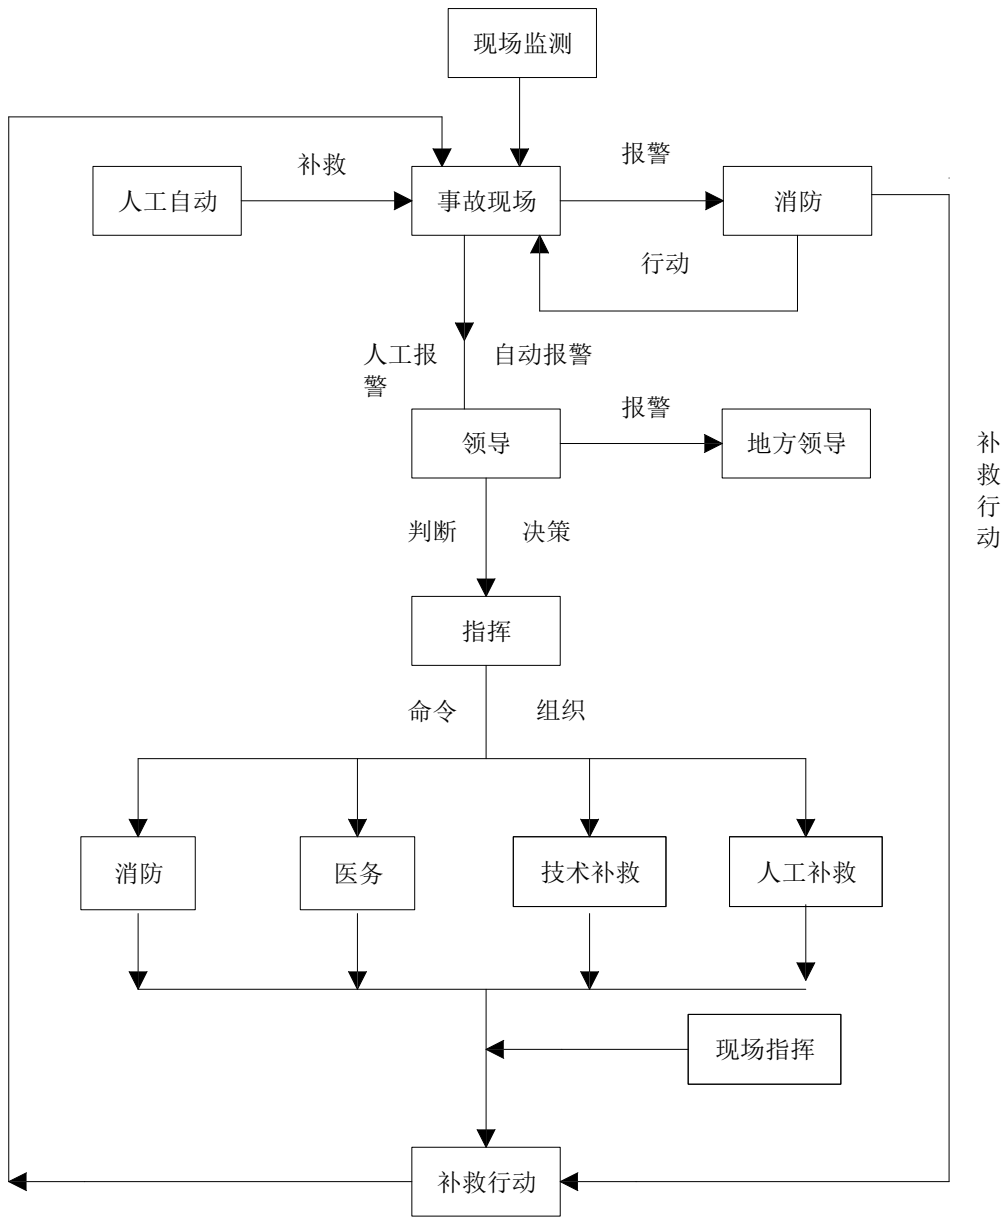 现场监测
补救
报警
人工自动
事故现场
消防
行动
人工报
警
自动报警
报警
领导
地方领导
补
救
行
动
判断
决策
指挥
命令
组织
消防
医务
技术补救
人工补救
现场指挥
补救行动